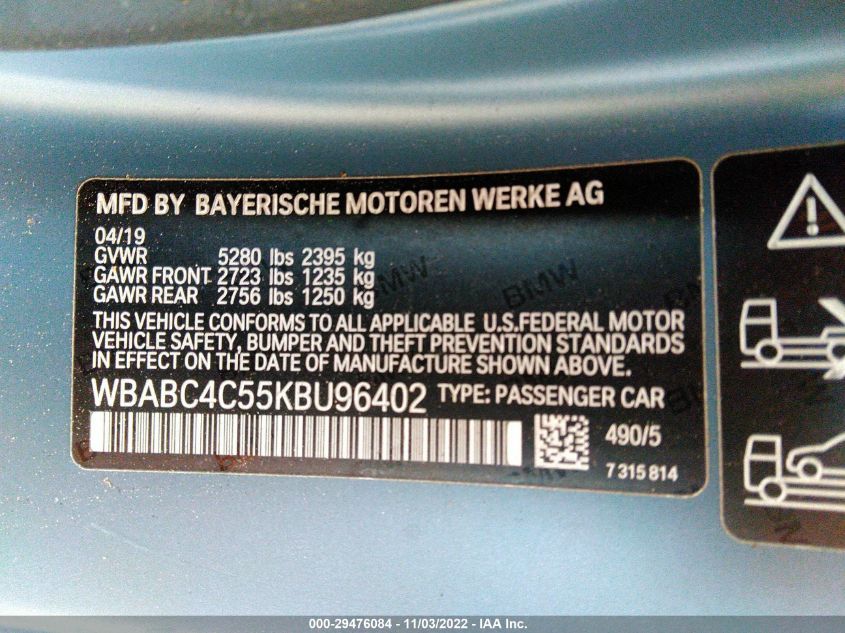 MFD BY BAYERISCHE MOTOREN WERKE AG
04/19
GVWR 5280 lbs 2395 kg
GAWR FRONT 2723 lbs 1235 kg
GAWR REAR 2756 lbs 1250 kg
THIS VEHICLE CONFORMS TO ALL APPLICABLE U.S.FEDERAL MOTOR
VEHICLE SAFETY, BUMPER AND THEFT PREVENTION STANDARDS
IN EFFECT ON THE DATE OF MANUFACTURE SHOWN ABOVE.
WBABC4C55KBU96402 TYPE: PASSENGER CAR
490/5
7 315 814
BMW
BMW
000-29476084 - 11/03/2022 - IAA Inc.